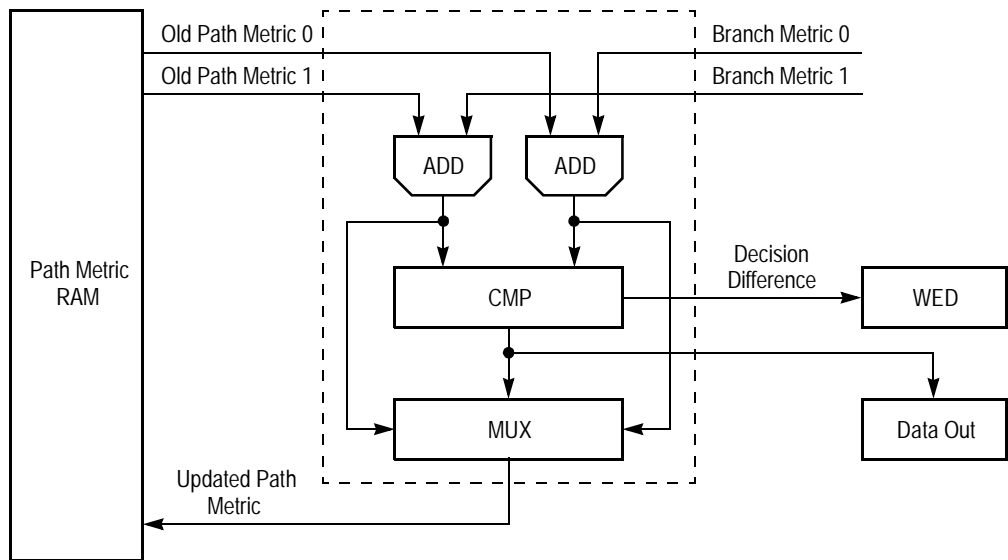 Old Path Metric 0
Branch Metric 0
Old Path Metric 1
Branch Metric 1
ADD
ADD
Path Metric
RAM
Decision
Difference
CMP
WED
MUX
Data Out
Updated Path
Metric